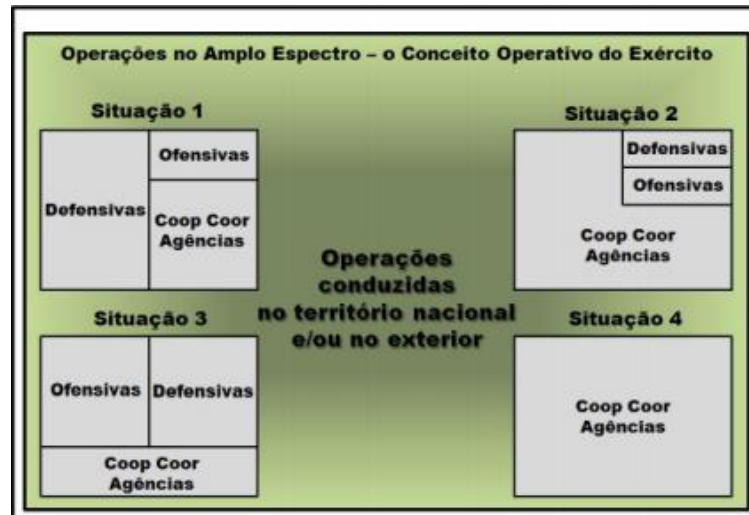 Operações no Amplo Espectro – o Conceito Operativo do Exército
Situação 1
Defensivas
Ofensivas
Coop Coor
Agências
Situação 2
Defensivas
Ofensivas
Coop Coor
Agências
Operações
conduzidas
no território nacional
e/ou no exterior
Situação 3
Ofensivas
Defensivas
Coop Coor
Agências
Situação 4
Coop Coor
Agências